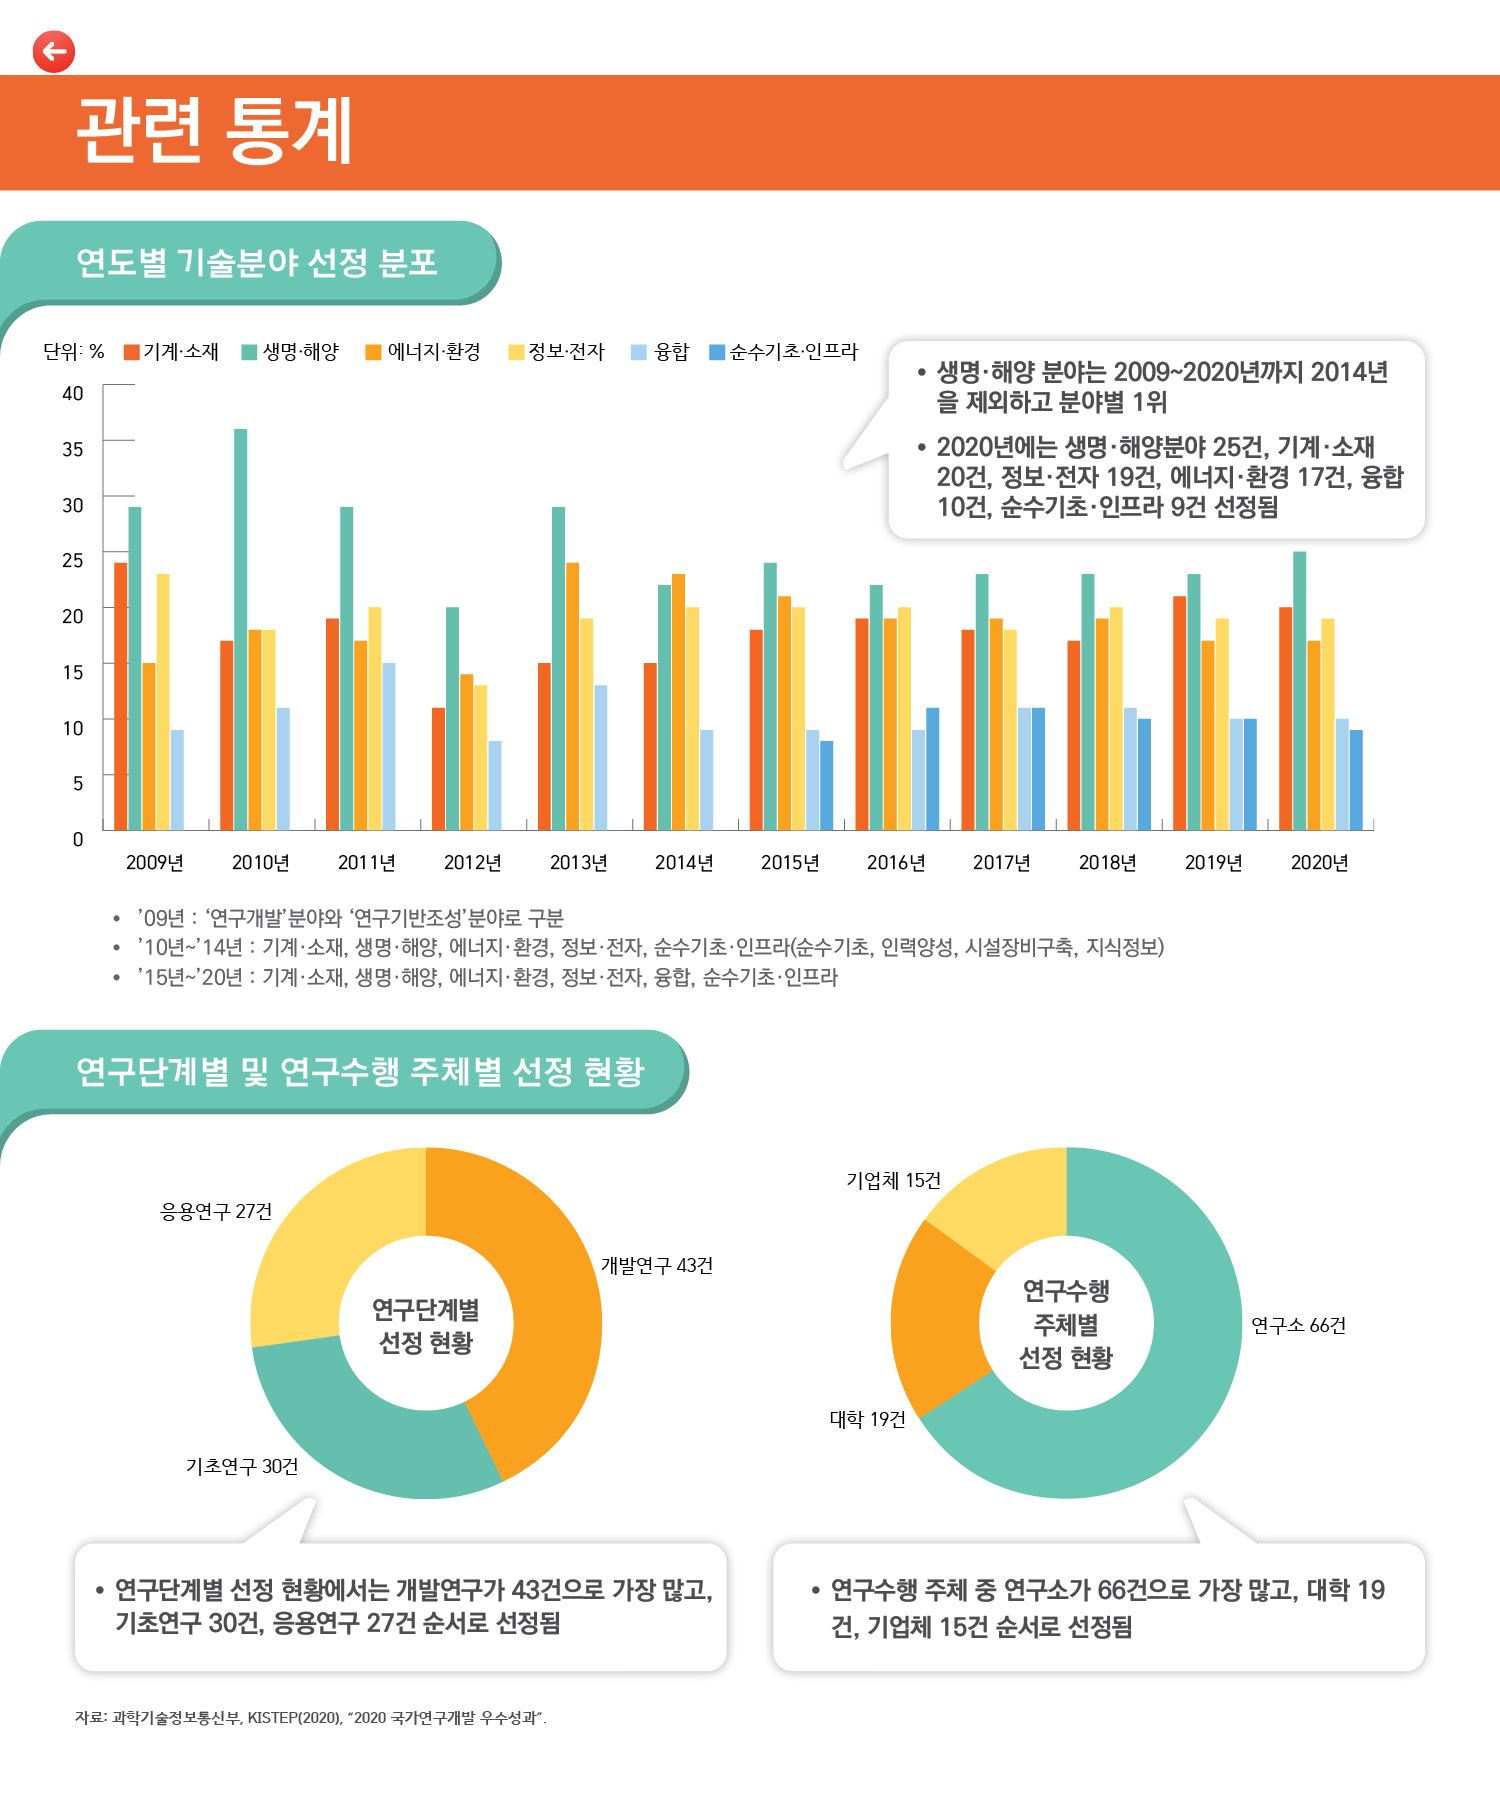 관련 통계
연도별 기술분야 선정 분포
단위: % 기계·소재 생명·해양 에너지·환경 정보·전자 융합 순수기초·인프라
• 생명·해양 분야는 2009~2020년까지 2014년
을 제외하고 분야별 1위
• 2020년에는 생명·해양분야 25건, 기계·소재
20건, 정보·전자 19건, 에너지·환경 17건, 융합
10건, 순수기초·인프라 9건 선정됨
40
35
30
25
20
15
10
5
0
2009년 2010년 2011년 2012년 2013년 2014년 2015년 2016년 2017년 2018년 2019년 2020년
• ’09년 : ‘연구개발’분야와 ‘연구기반조성’분야로 구분
• ’10년~’14년 : 기계·소재, 생명·해양, 에너지·환경, 정보·전자, 순수기초·인프라(순수기초, 인력양성, 시설장비구축, 지식정보)
• ’15년~’20년 : 기계·소재, 생명·해양, 에너지·환경, 정보·전자, 융합, 순수기초·인프라
연구단계별 및 연구수행 주체별 선정 현황
응용연구 27건
개발연구 43건
기초연구 30건
연구단계별
선정 현황
기업체 15건
연구소 66건
대학 19건
연구수행
주체별
선정 현황
• 연구단계별 선정 현황에서는 개발연구가 43건으로 가장 많고,
기초연구 30건, 응용연구 27건 순서로 선정됨
• 연구수행 주체 중 연구소가 66건으로 가장 많고, 대학 19
건, 기업체 15건 순서로 선정됨
자료: 과학기술정보통신부, KISTEP(2020), “2020 국가연구개발 우수성과”.